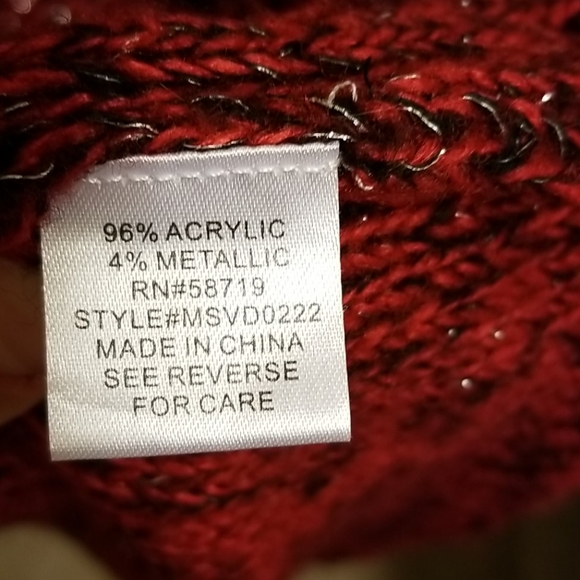 96% ACRYLIC
4% METALLIC
RN#58719
STYLE#MSVD0222
MADE IN CHINA
SEE REVERSE
FOR CARE